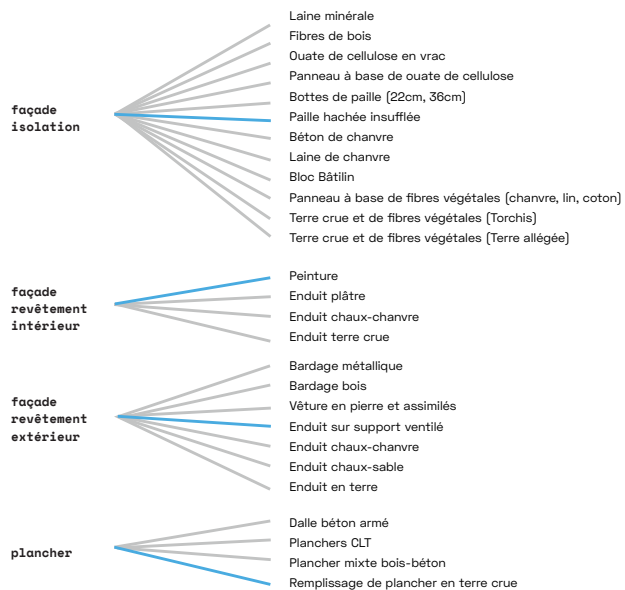 façade
isolation
Laine minérale
Fibres de bois
Ouate de cellulose en vrac
Panneau à base de ouate de cellulose
Bottes de paille (22cm, 36cm)
Paille hachée insufflée
Béton de chanvre
Laine de chanvre
Bloc Bâtilin
Panneau à base de fibres végétales (chanvre, lin, coton)
Terre crue et de fibres végétales (Torchis)
Terre crue et de fibres végétales (Terre allégée)
façade
revêtement
intérieur
Peinture
Enduit plâtre
Enduit chaux-chanvre
Enduit terre crue
façade
revêtement
extérieur
Bardage métallique
Bardage bois
Vêture en pierre et assimilés
Enduit sur support ventilé
Enduit chaux-chanvre
Enduit chaux-sable
Enduit en terre
plancher
Dalle béton armé
Planchers CLT
Plancher mixte bois-béton
Remplissage de plancher en terre crue